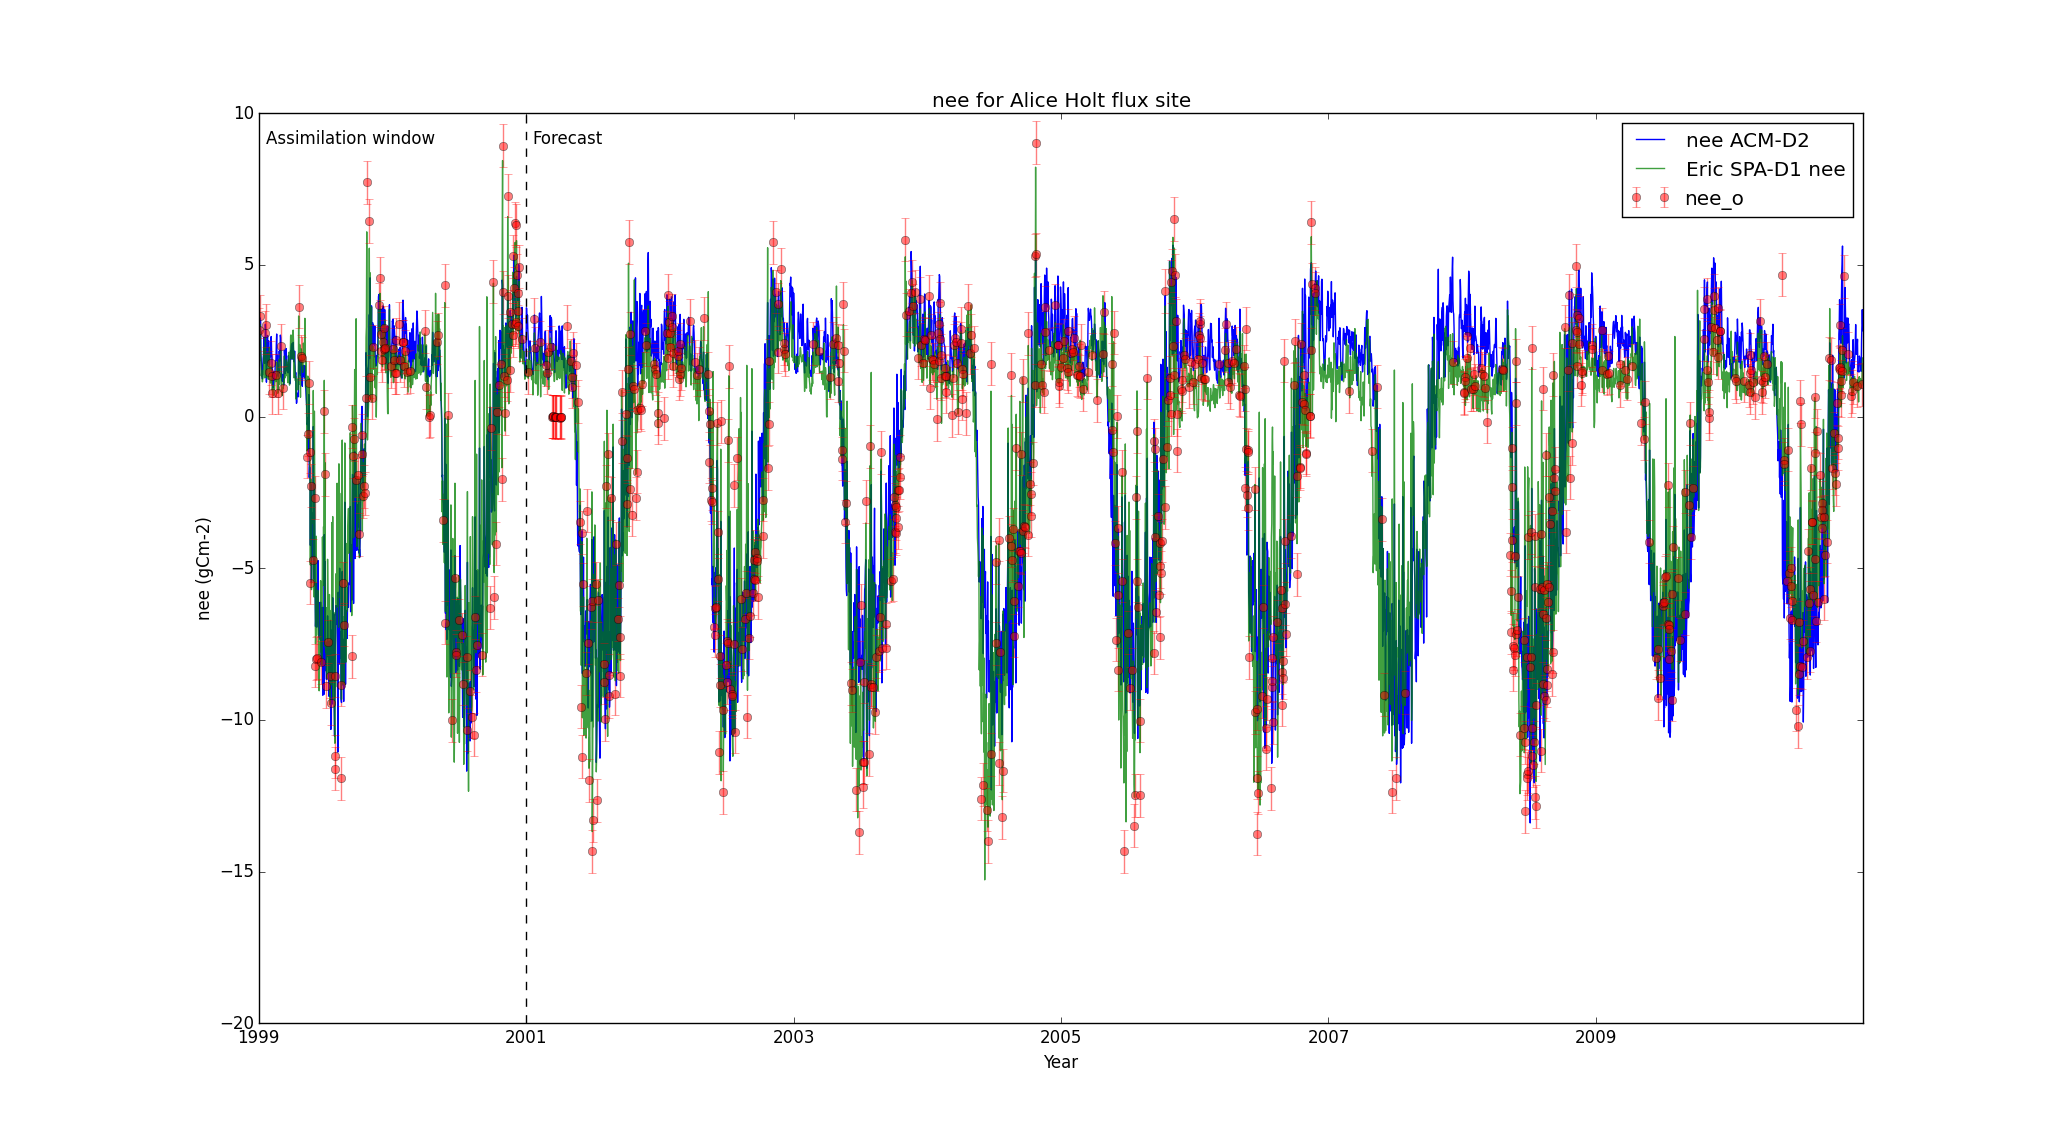 nee for Alice Holt flux site
Assimilation window
Forecast
nee ACM-D2
Eric SPA-D1 nee
nee_o
10
5
0
−5
−10
−15
−20
nee (gCm-2)
1999
2001
2003
2005
2007
2009
Year